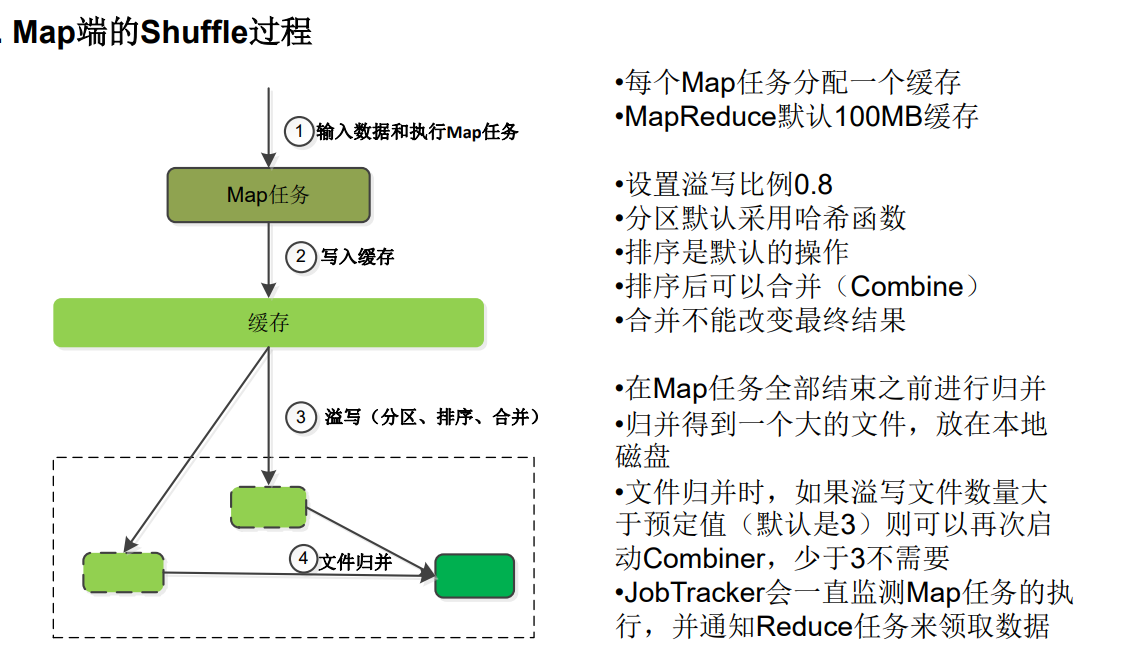 . Map端的Shuffle过程
1 输入数据和执行Map任务
Map任务
2 写入缓存
缓存
3 溢写（分区、排序、合并）
4 文件归并
•每个Map任务分配一个缓存
•MapReduce默认100MB缓存
•设置溢写比例0.8
•分区默认采用哈希函数
•排序是默认的操作
•排序后可以合并（Combine）
•合并不能改变最终结果
•在Map任务全部结束之前进行归并
•归并得到一个大的文件，放在本地
磁盘
•文件归并时，如果溢写文件数量大
于预定值（默认是3）则可以再次启
动Combiner，少于3不需要
•JobTracker会一直监测Map任务的执
行，并通知Reduce任务来领取数据